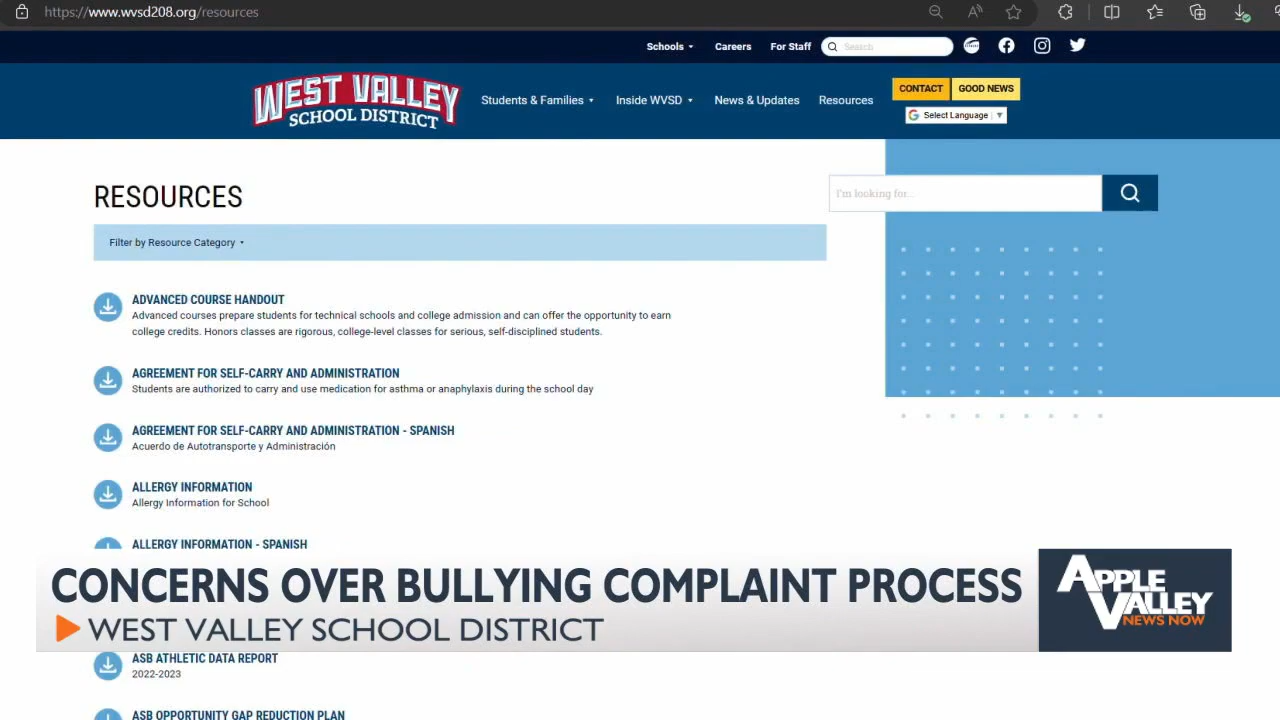 https://www.wvsd208.org/resources
Schools
Careers
For Staff
Search
WEST VALLEY
SCHOOL DISTRICT
Students & Families
Inside WVSD
News & Updates
Resources
CONTACT
GOOD NEWS
Select Language
RESOURCES
I'm looking for...
Filter by Resource Category
ADVANCED COURSE HANDOUT
Advanced courses prepare students for technical schools and college admission and can offer the opportunity to earn
college credits. Honors classes are rigorous, college-level classes for serious, self-disciplined students.
AGREEMENT FOR SELF-CARRY AND ADMINISTRATION
Students are authorized to carry and use medication for asthma or anaphylaxis during the school day
AGREEMENT FOR SELF-CARRY AND ADMINISTRATION - SPANISH
Acuerdo de Autotransporte y Administración
ALLERGY INFORMATION
Allergy Information for School
ALLERGY INFORMATION - SPANISH
CONCERNS OVER BULLYING COMPLAINT PROCESS
WEST VALLEY SCHOOL DISTRICT
APPLE
VALLEY
NEWS NOW
ASB ATHLETIC DATA REPORT
2022-2023
ASB OPPORTUNITY GAP REDUCTION PLAN